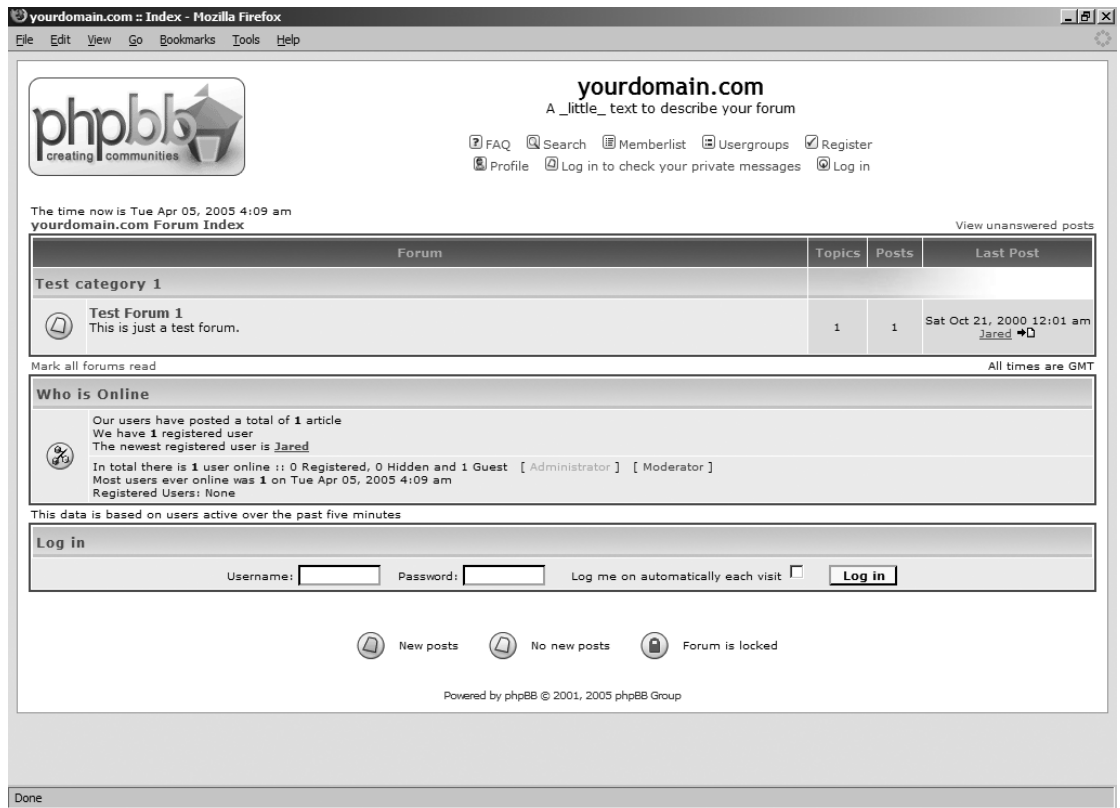 yourdomain.com :: Index - Mozilla Firefox
File Edit View Go Bookmarks Tools Help
phpBB
creating communities
yourdomain.com
A _little_ text to describe your forum
FAQ Search Memberlist Usergroups Register
Profile Log in to check your private messages Log in
The time now is Tue Apr 05, 2005 4:09 am
yourdomain.com Forum Index View unanswered posts
Forum Topics Posts Last Post
Test category 1
Test Forum 1
This is just a test forum.
1 1 Sat Oct 21, 2000 12:01 am
Jared
Mark all forums read All times are GMT
Who is Online
Our users have posted a total of 1 article
We have 1 registered user
The newest registered user is Jared
In total there is 1 user online :: 0 Registered, 0 Hidden and 1 Guest [ Administrator ] [ Moderator ]
Most users ever online was 1 on Tue Apr 05, 2005 4:09 am
Registered Users: None
This data is based on users active over the past five minutes
Log in
Username: Password: Log me on automatically each visit Log in
New posts No new posts Forum is locked
Powered by phpBB © 2001, 2005 phpBB Group
Done